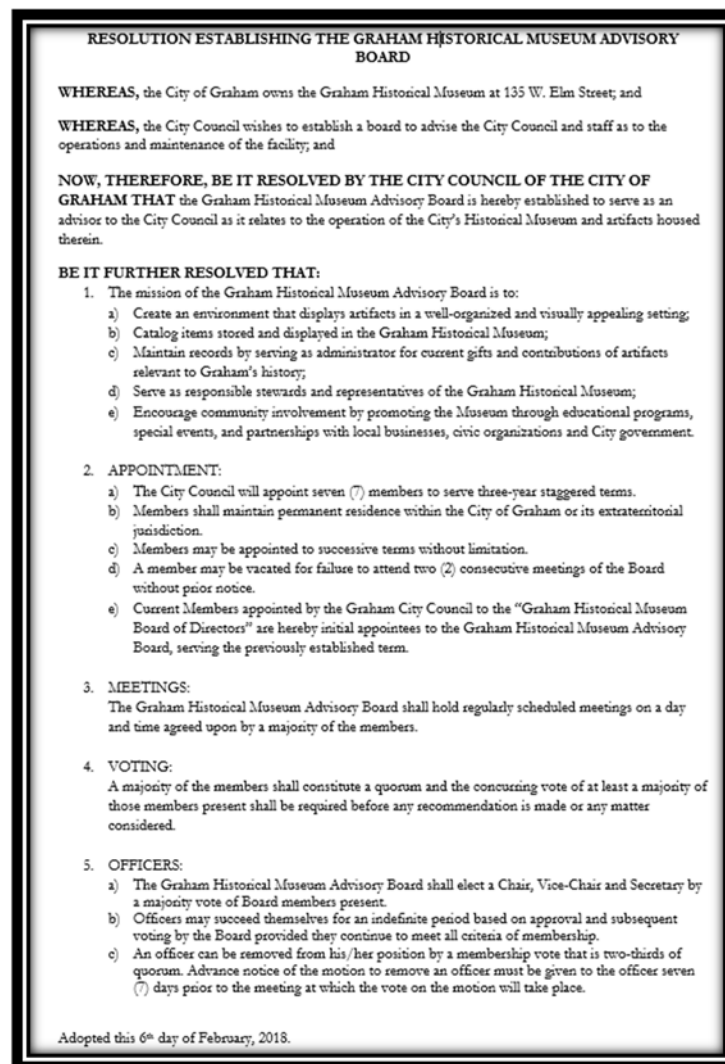 RESOLUTION ESTABLISHING THE GRAHAM HISTORICAL MUSEUM ADVISORY
BOARD
WHEREAS, the City of Graham owns the Graham Historical Museum at 135 W. Elm Street; and
WHEREAS, the City Council wishes to establish a board to advise the City Council and staff as to the
operations and maintenance of the facility; and
NOW, THEREFORE, BE IT RESOLVED BY THE CITY COUNCIL OF THE CITY OF
GRAHAM THAT the Graham Historical Museum Advisory Board is hereby established to serve as an
advisor to the City Council as it relates to the operation of the City's Historical Museum and artifacts housed
therein.
BE IT FURTHER RESOLVED THAT:
1. The mission of the Graham Historical Museum Advisory Board is to:
a) Create an environment that displays artifacts in a well-organized and visually appealing setting;
b) Catalog items stored and displayed in the Graham Historical Museum;
c) Maintain records by serving as administrator for current gifts and contributions of artifacts
relevant to Graham's history;
d) Serve as responsible stewards and representatives of the Graham Historical Museum;
e) Encourage community involvement by promoting the Museum through educational programs,
special events, and partnerships with local businesses, civic organizations and City government.
2. APPOINTMENT:
a) The City Council will appoint seven (7) members to serve three-year staggered terms.
b) Members shall maintain permanent residence within the City of Graham or its extraterritorial
jurisdiction.
c) Members may be appointed to successive terms without limitation.
d) A member may be vacated for failure to attend two (2) consecutive meetings of the Board
without prior notice.
e) Current Members appointed by the Graham City Council to the "Graham Historical Museum
Board of Directors" are hereby initial appointees to the Graham Historical Museum Advisory
Board, serving the previously established term.
3. MEETINGS:
The Graham Historical Museum Advisory Board shall hold regularly scheduled meetings on a day
and time agreed upon by a majority of the members.
4. VOTING:
A majority of the members shall constitute a quorum and the concurring vote of at least a majority of
those members present shall be required before any recommendation is made or any matter
considered.
5. OFFICERS:
a) The Graham Historical Museum Advisory Board shall elect a Chair, Vice-Chair and Secretary by
a majority vote of Board members present.
b) Officers may succeed themselves for an indefinite period based on approval and subsequent
voting by the Board provided they continue to meet all criteria of membership.
c) An officer can be removed from his/her position by a membership vote that is two-thirds of
quorum. Advance notice of the motion to remove an officer must be given to the officer seven
(7) days prior to the meeting at which the vote on the motion will take place.
Adopted this 6th day of February, 2018.